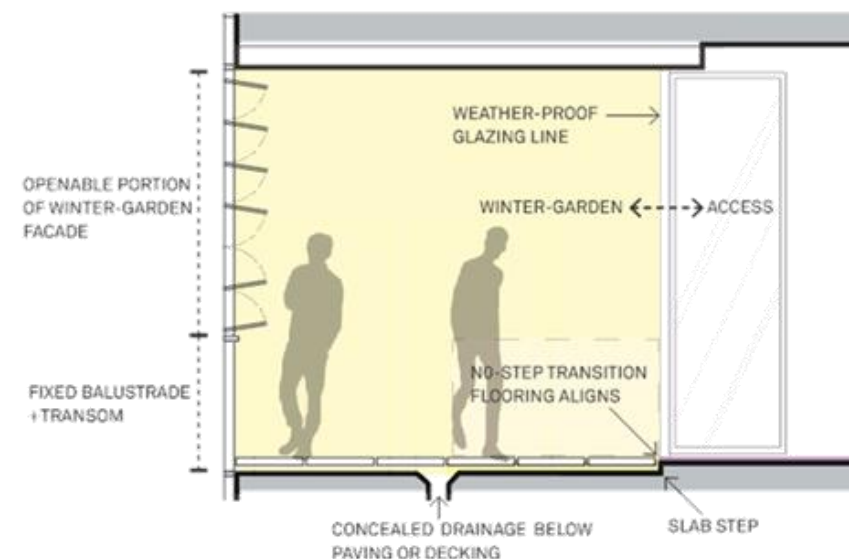 WEATHER-PROOF
GLAZING LINE
OPENABLE PORTION
OF WINTER-GARDEN
FACADE
WINTER-GARDEN
ACCESS
FIXED BALUSTRADE
+TRANSOM
NO-STEP TRANSITION
FLOORING ALIGNS
CONCEALED DRAINAGE BELOW
PAVING OR DECKING
SLAB STEP